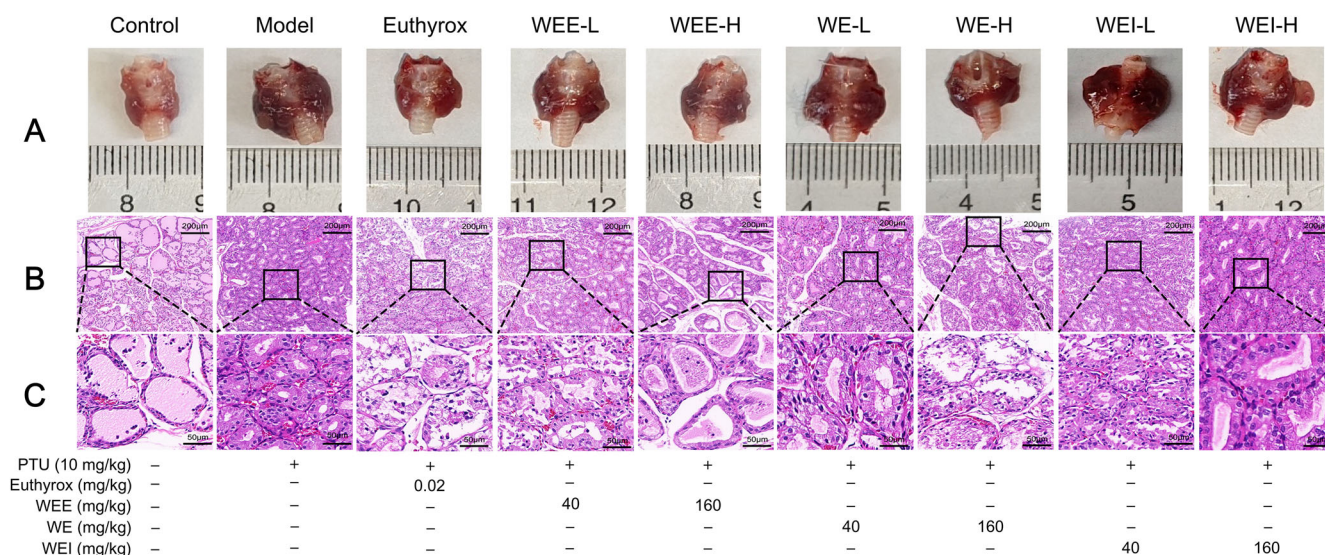 Control Model Euthyrox WEE-L WEE-H WE-L WE-H WEI-L WEI-H
A
8 9 8 9 10 1 11 12 8 9 4 5 4 5 5 1 12
200μm 200μm 200μm 200μm 200μm 200μm 200μm 200μm 200μm
B
C
50μm 50μm 50μm 50μm 50μm 50μm 50μm 50μm 50μm
PTU (10 mg/kg) – + + + + + + + +
Euthyrox (mg/kg) – – 0.02 – – – – – –
WEE (mg/kg) – – – 40 160 – – – –
WE (mg/kg) – – – – – 40 160 – –
WEI (mg/kg) – – – – – – – 40 160